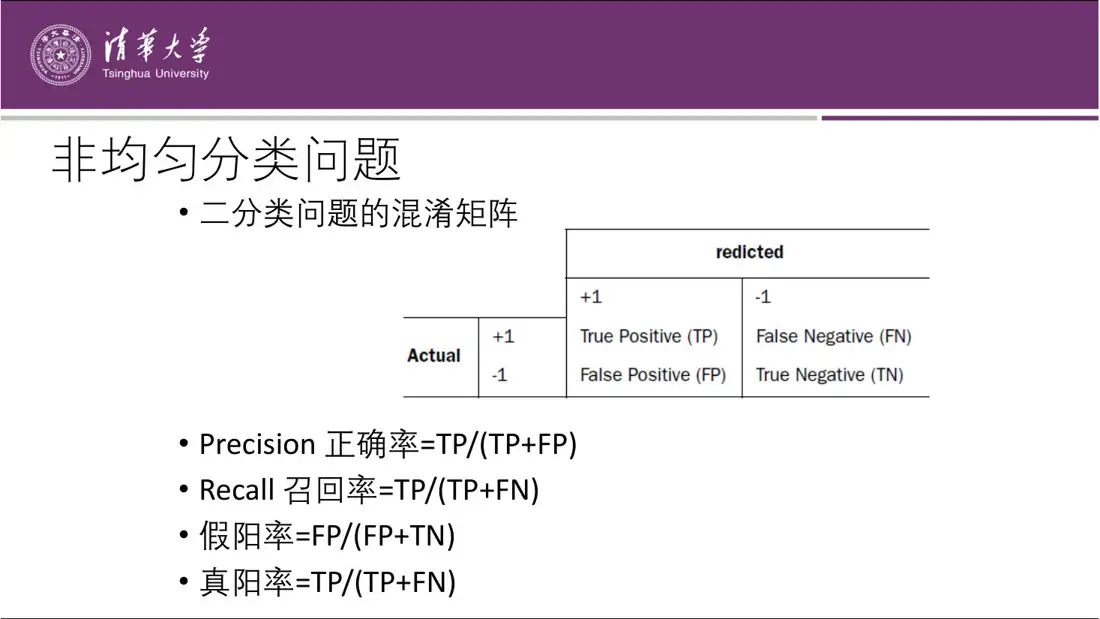 清华大学
Tsinghua University
非均匀分类问题
• 二分类问题的混淆矩阵
redicted
+1 -1
Actual +1 True Positive (TP) False Negative (FN)
-1 False Positive (FP) True Negative (TN)
• Precision 正确率=TP/(TP+FP)
• Recall 召回率=TP/(TP+FN)
• 假阳率=FP/(FP+TN)
• 真阳率=TP/(TP+FN)